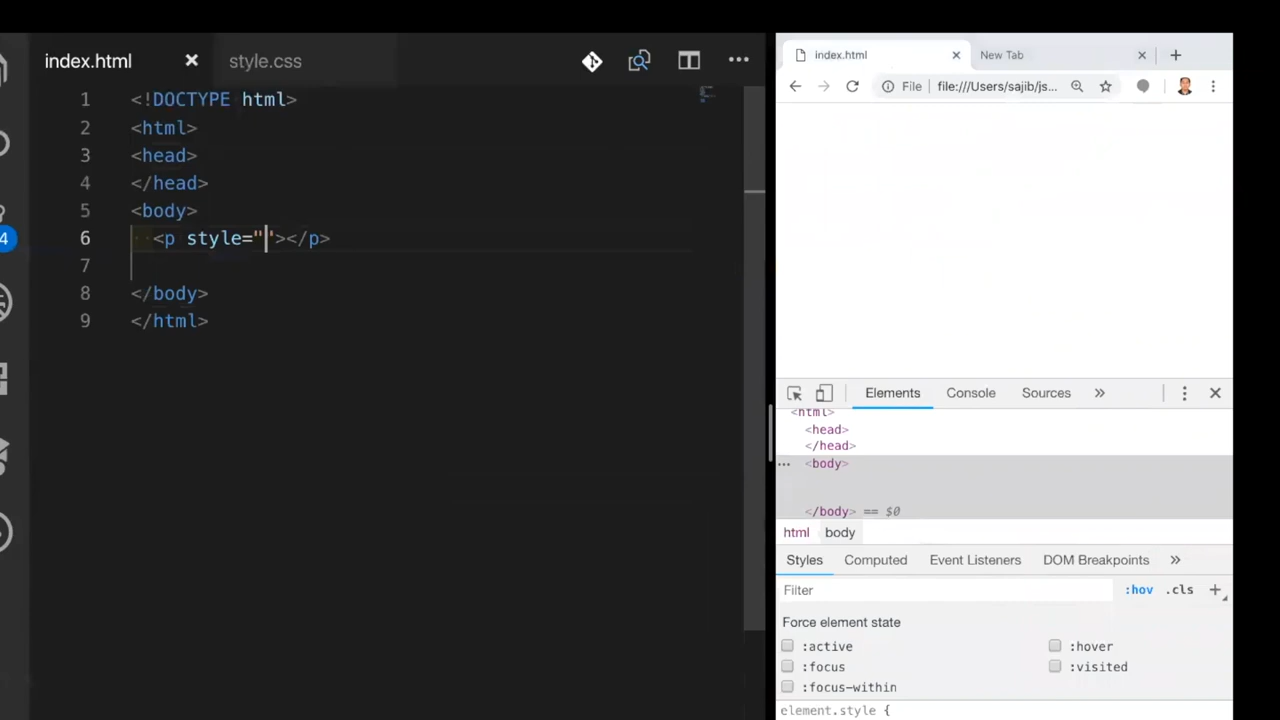 index.html style.css
1 <!DOCTYPE html>
2 <html>
3 <head>
4 </head>
5 <body>
6 <p style=""></p>
7
8 </body>
9 </html>
4
index.html New Tab
File file:///Users/sajib/js...
Elements Console Sources »
<html>
<head>
</head>
... <body>
</body> == $0
html body
Styles Computed Event Listeners DOM Breakpoints »
Filter :hov .cls +
Force element state
:active :hover
:focus :visited
:focus-within
element.style {